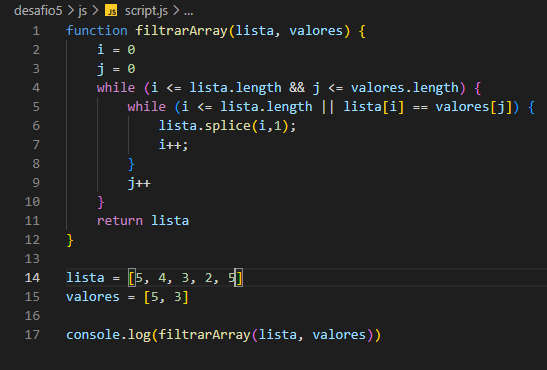 desafio5 > js > JS script.js > ...
1 function filtrarArray(lista, valores) {
2 i = 0
3 j = 0
4 while (i <= lista.length && j <= valores.length) {
5 while (i <= lista.length || lista[i] == valores[j]) {
6 lista.splice(i,1);
7 i++;
8 }
9 j++
10 }
11 return lista
12 }
13
14 lista = [5, 4, 3, 2, 5]
15 valores = [5, 3]
16
17 console.log(filtrarArray(lista, valores))